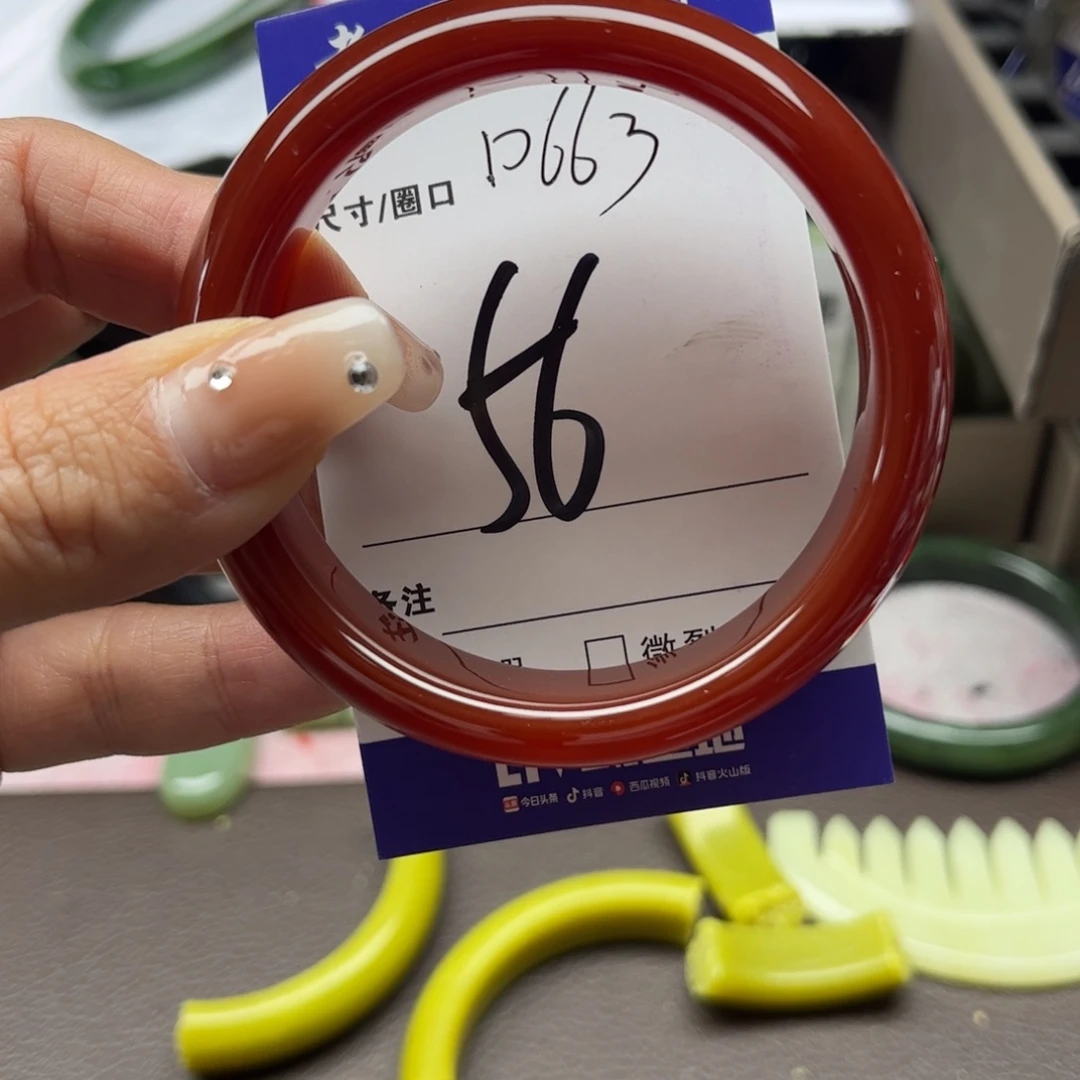 D663
尺寸/圈口
56
备注
微裂
今日头条 抖音 西瓜视频 抖音火山版